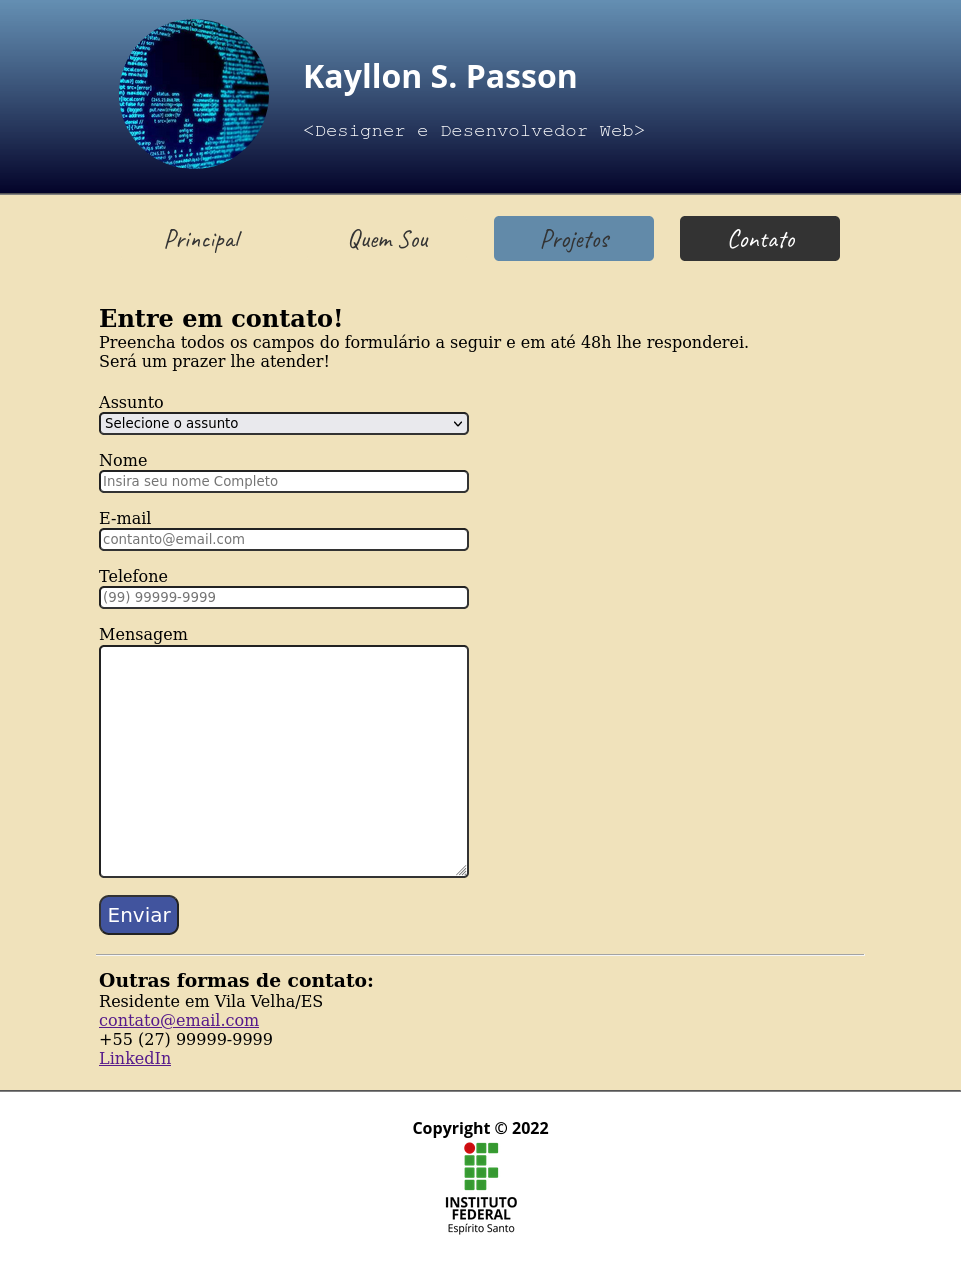 Kayllon S. Passon
<Designer e Desenvolvedor Web>
Principal
Quem Sou
Projetos
Contato
Entre em contato!
Preencha todos os campos do formulário a seguir e em até 48h lhe responderei.
Será um prazer lhe atender!
Assunto
Selecione o assunto
Nome
Insira seu nome Completo
E-mail
contanto@email.com
Telefone
(99) 99999-9999
Mensagem
Enviar
Outras formas de contato:
Residente em Vila Velha/ES
contato@email.com
+55 (27) 99999-9999
LinkedIn
Copyright © 2022
INSTITUTO
FEDERAL
Espírito Santo